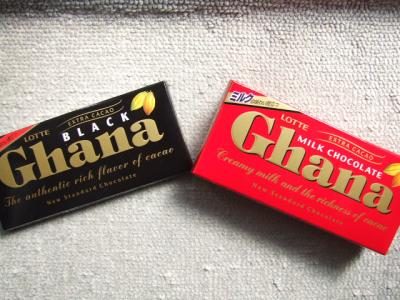 LOTTE
EXTRA CACAO
BLACK
Ghana
The authentic rich flavor of cacao
New Standard Chocolate
ミルク
LOTTE
EXTRA CACAO
MILK CHOCOLATE
Ghana
Creamy milk and the richness of cacao
New Standard Chocolate